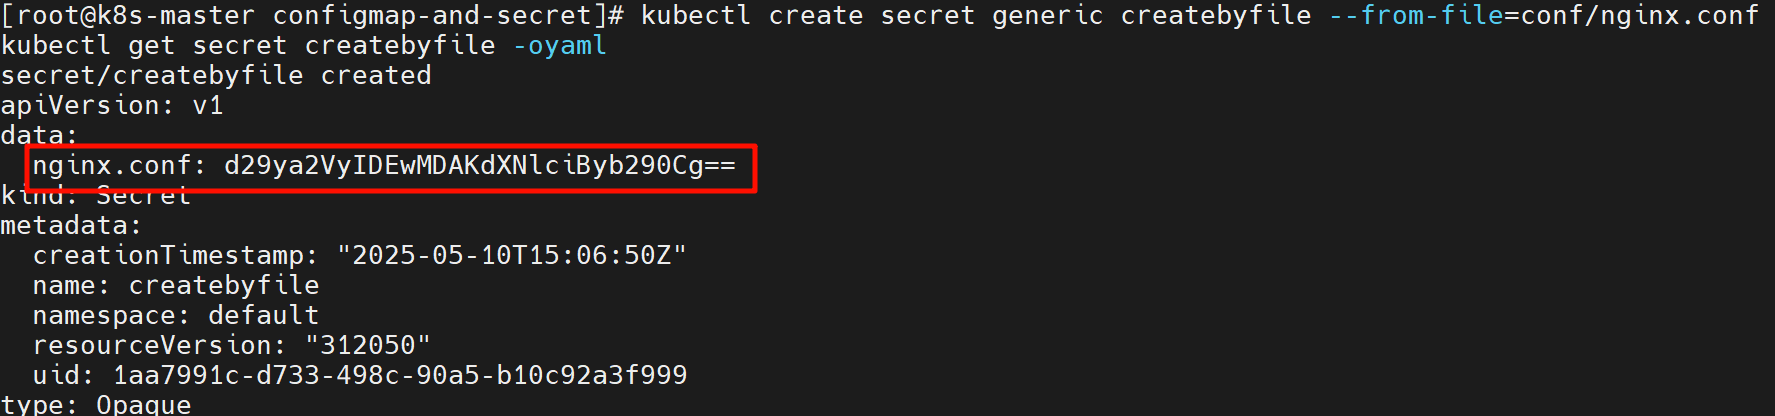 [root@k8s-master configmap-and-secret]# kubectl create secret generic createbyfile --from-file=conf/nginx.conf
kubectl get secret createbyfile -oyaml
secret/createbyfile created
apiVersion: v1
data:
  nginx.conf: d29ya2VyIDEwMDAKdXNlciByb290Cg==
kind: Secret
metadata:
  creationTimestamp: "2025-05-10T15:06:50Z"
  name: createbyfile
  namespace: default
  resourceVersion: "312050"
  uid: 1aa7991c-d733-498c-90a5-b10c92a3f999
type: Opaque